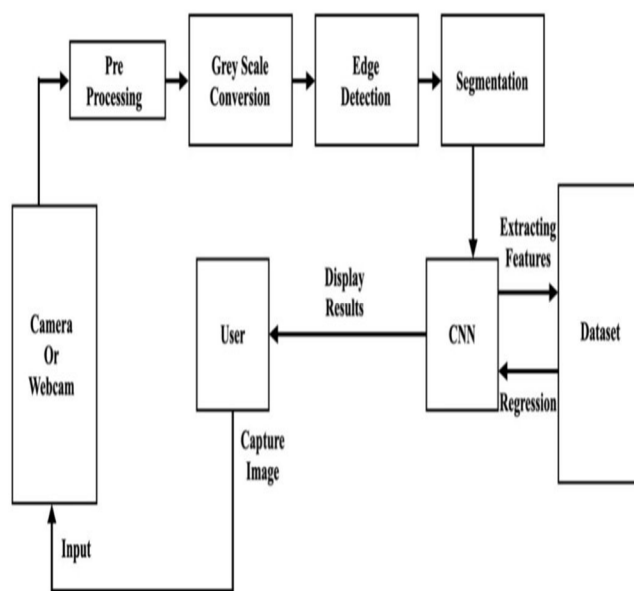 Pre
Processing
Grey Scale
Conversion
Edge
Detection
Segmentation
Extracting
Features
Camera
Or
Webcam
User
Display
Results
CNN
Dataset
Regression
Capture
Image
Input